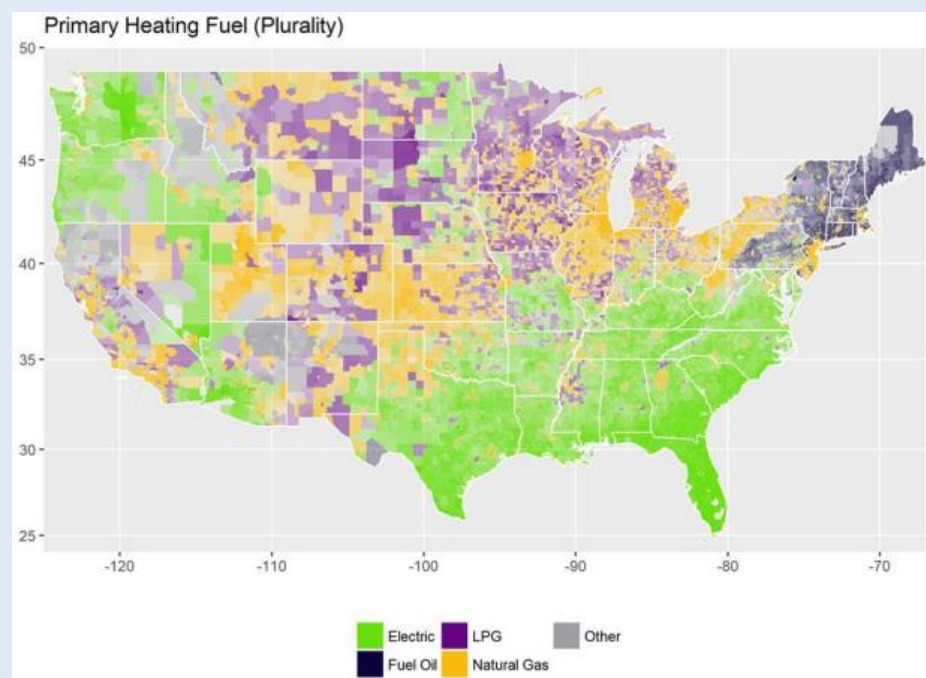 Primary Heating Fuel (Plurality)
50
45
40
35
30
25
-120 -110 -100 -90 -80 -70
Electric LPG Other
Fuel Oil Natural Gas